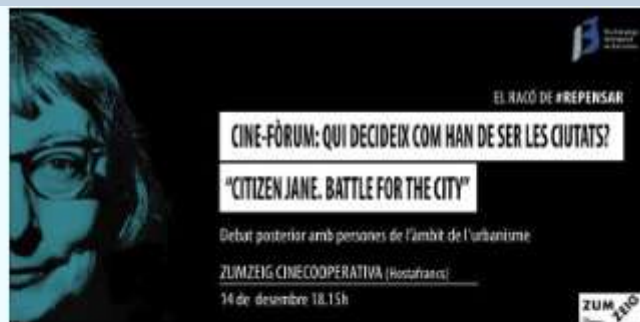 EL RACÓ DE #REPENSAR
CINE-FÒRUM: QUI DECIDEIX COM HAN DE SER LES CIUTATS?
“CITIZEN JANE. BATTLE FOR THE CITY”
Debat posterior amb persones de l'àmbit de l'urbanisme
ZUMZEIG CINECOOPERATIVA (Hostafrancs)
14 de desembre 18.15h
ZUM
ZEIG